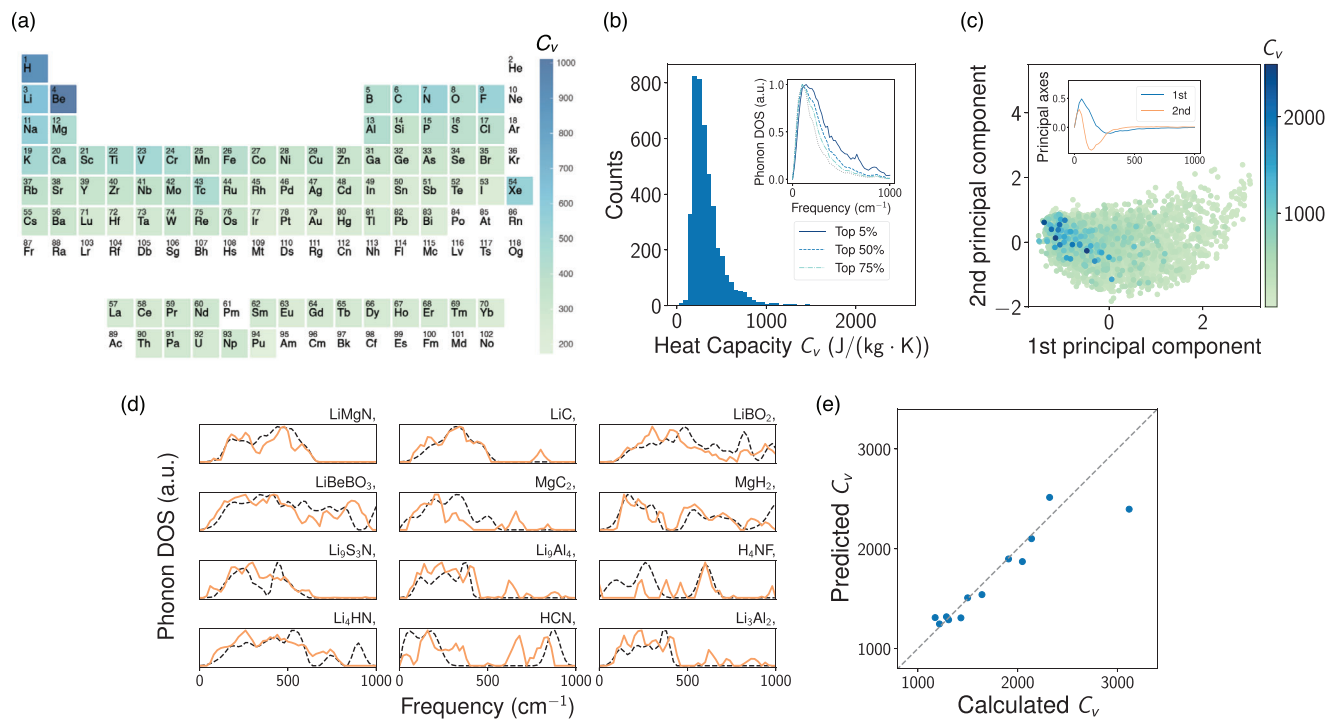 (a)
C_v
1 2
H He
3 4 5 6 7 8 9 10
Li Be B C N O F Ne
11 12 13 14 15 16 17 18
Na Mg Al Si P S Cl Ar
19 20 21 22 23 24 25 26 27 28 29 30 31 32 33 34 35 36
K Ca Sc Ti V Cr Mn Fe Co Ni Cu Zn Ga Ge As Se Br Kr
37 38 39 40 41 42 43 44 45 46 47 48 49 50 51 52 53 54
Rb Sr Y Zr Nb Mo Tc Ru Rh Pd Ag Cd In Sn Sb Te I Xe
55 56 71 72 73 74 75 76 77 78 79 80 81 82 83 84 85 86
Cs Ba Lu Hf Ta W Re Os Ir Pt Au Hg Tl Pb Bi Po At Rn
87 88 103 104 105 106 107 108 109 110 111 112 113 114 115 116 117 118
Fr Ra Lr Rf Db Sg Bh Hs Mt Ds Rg Cn Nh Fl Mc Lv Ts Og
57 58 59 60 61 62 63 64 65 66 67 68 69 70
La Ce Pr Nd Pm Sm Eu Gd Tb Dy Ho Er Tm Yb
89 90 91 92 93 94 95 96 97 98 99 100 101 102
Ac Th Pa U Np Pu Am Cm Bk Cf Es Fm Md No
1000
900
800
700
600
500
400
300
200
(b)
Counts
800
600
400
200
0
0 1000 2000
Heat Capacity C_v (J/(kg · K))
Phonon DOS (a.u.)
1.0
0.5
0.0
0 1000
Frequency (cm⁻¹)
Top 5%
Top 50%
Top 75%
(c)
C_v
2nd principal component
4
2
0
−2
0 2
1st principal component
Principal axes
0.5
0.0
0 500 1000
1st
2nd
2000
1000
(d)
Phonon DOS (a.u.)
LiMgN, LiC, LiBO₂,
LiBeBO₃, MgC₂, MgH₂,
Li₉S₃N, Li₉Al₄, H₄NF,
Li₄HN, HCN, Li₃Al₂,
0 500 1000 0 500 1000 0 500 1000
Frequency (cm⁻¹)
(e)
Predicted C_v
3000
2000
1000
1000 2000 3000
Calculated C_v